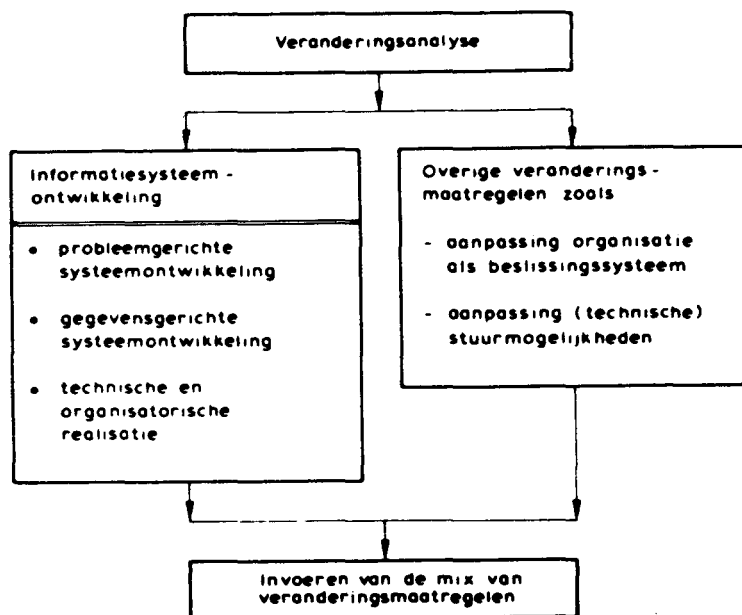 Veranderingsanalyse
Informatiesysteem -
ontwikkeling
• probleemgerichte
systeemontwikkeling
• gegevensgerichte
systeemontwikkeling
• technische en
organisatorische
realisatie
Overige veranderings -
maatregelen zoals
- aanpassing organisatie
als beslissingssysteem
- aanpassing (technische)
stuurmogelijkheden
Invoeren van de mix van
veranderingsmaatregelen